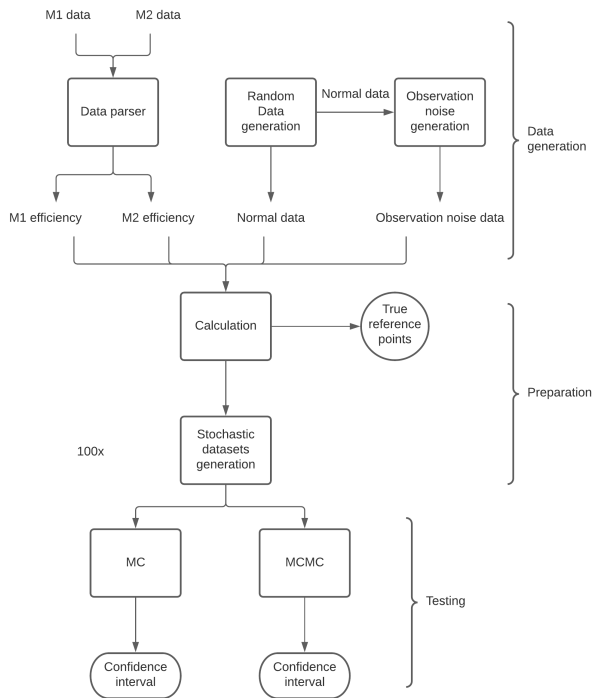 M1 data
M2 data
Data parser
Random
Data
generation
Normal data
Observation
noise
generation
Data
generation
M1 efficiency
M2 efficiency
Normal data
Observation noise data
Calculation
True
reference
points
Preparation
100x
Stochastic
datasets
generation
MC
MCMC
Testing
Confidence
interval
Confidence
interval